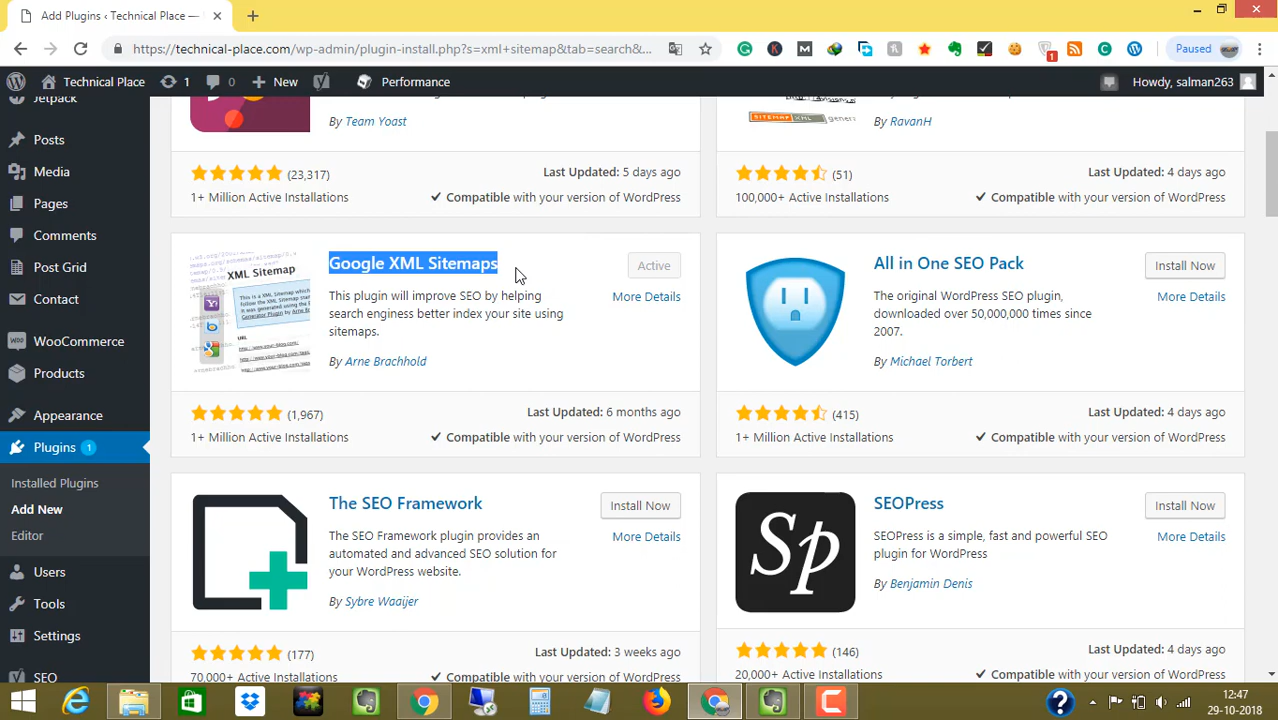 Add Plugins ‹ Technical Place —
https://technical-place.com/wp-admin/plugin-install.php?s=xml+sitemap&tab=search&...
1
Paused
Technical Place
1
0
New
Performance
Howdy, salman263
Jetpack
Posts
Media
Pages
Comments
Post Grid
Contact
WooCommerce
Products
Appearance
Plugins 1
Installed Plugins
Add New
Editor
Users
Tools
Settings
SEO
By Team Yoast
(23,317)
Last Updated: 5 days ago
1+ Million Active Installations
Compatible with your version of WordPress
By RavanH
(51)
Last Updated: 4 days ago
100,000+ Active Installations
Compatible with your version of WordPress
XML Sitemap
Google XML Sitemaps
Active
More Details
This plugin will improve SEO by helping
search enginess better index your site using
sitemaps.
By Arne Brachhold
(1,967)
Last Updated: 6 months ago
1+ Million Active Installations
Compatible with your version of WordPress
All in One SEO Pack
Install Now
More Details
The original WordPress SEO plugin,
downloaded over 50,000,000 times since
2007.
By Michael Torbert
(415)
Last Updated: 4 days ago
1+ Million Active Installations
Compatible with your version of WordPress
The SEO Framework
Install Now
More Details
The SEO Framework plugin provides an
automated and advanced SEO solution for
your WordPress website.
By Sybre Waaijer
(177)
Last Updated: 3 weeks ago
70,000+ Active Installations
Compatible with your version of WordPress
Sp
SEOPress
Install Now
More Details
SEOPress is a simple, fast and powerful SEO
plugin for WordPress
By Benjamin Denis
(146)
Last Updated: 4 days ago
20,000+ Active Installations
Compatible with your version of WordPress
12:47
29-10-2018